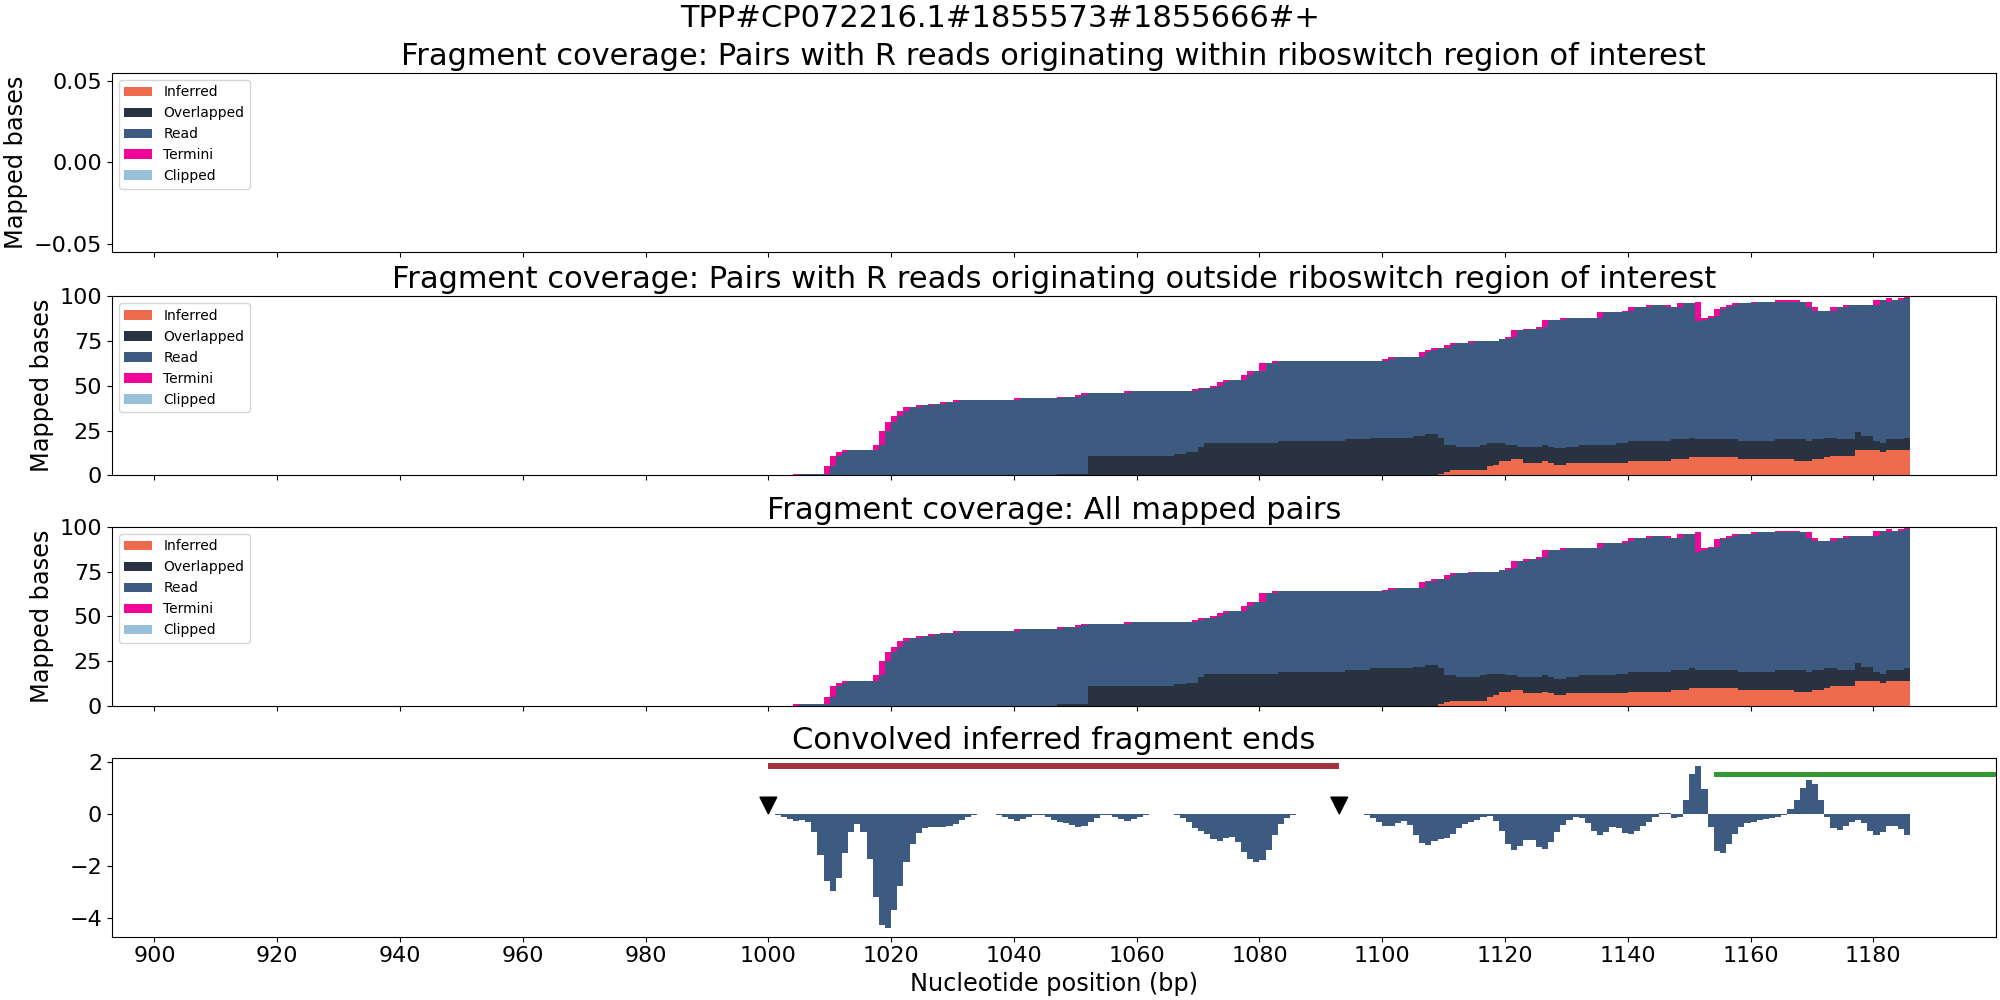 TPP#CP072216.1#1855573#1855666#+
Fragment coverage: Pairs with R reads originating within riboswitch region of interest
Mapped bases
0.05
0.00
−0.05
Inferred
Overlapped
Read
Termini
Clipped
Fragment coverage: Pairs with R reads originating outside riboswitch region of interest
Mapped bases
100
75
50
25
0
Inferred
Overlapped
Read
Termini
Clipped
Fragment coverage: All mapped pairs
Mapped bases
100
75
50
25
0
Inferred
Overlapped
Read
Termini
Clipped
Convolved inferred fragment ends
2
0
−2
−4
900 920 940 960 980 1000 1020 1040 1060 1080 1100 1120 1140 1160 1180
Nucleotide position (bp)